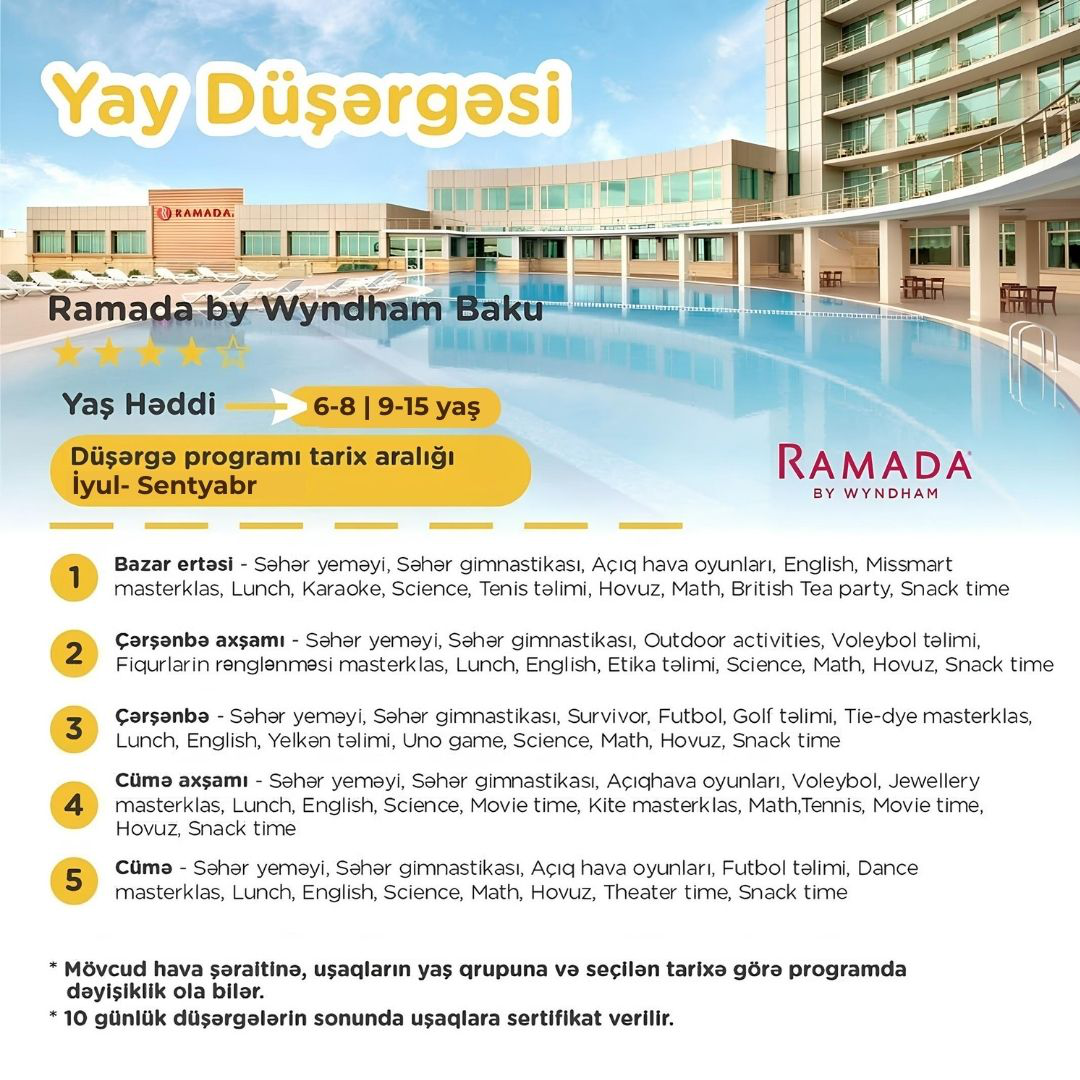 Yay Düşərgəsi
RAMADA
Ramada by Wyndham Baku
Yaş Həddi
6-8 | 9-15 yaş
Düşərgə programı tarix aralığı
İyul- Sentyabr
RAMADA
BY WYNDHAM
1
Bazar ertəsi - Səhər yeməyi, Səhər gimnastikası, Açıq hava oyunları, English, Missmart
masterklas, Lunch, Karaoke, Science, Tenis təlimi, Hovuz, Math, British Tea party, Snack time
2
Çərşənbə axşamı - Səhər yeməyi, Səhər gimnastikası, Outdoor activities, Voleybol təlimi,
Fiqurlarin rənglənməsi masterklas, Lunch, English, Etika təlimi, Science, Math, Hovuz, Snack time
3
Çərşənbə - Səhər yeməyi, Səhər gimnastikası, Survivor, Futbol, Golf təlimi, Tie-dye masterklas,
Lunch, English, Yelkən təlimi, Uno game, Science, Math, Hovuz, Snack time
4
Cümə axşamı - Səhər yeməyi, Səhər gimnastikası, Açıqhava oyunları, Voleybol, Jewellery
masterklas, Lunch, English, Science, Movie time, Kite masterklas, Math,Tennis, Movie time,
Hovuz, Snack time
5
Cümə - Səhər yeməyi, Səhər gimnastikası, Açıq hava oyunları, Futbol təlimi, Dance
masterklas, Lunch, English, Science, Math, Hovuz, Theater time, Snack time
* Mövcud hava şəraitinə, uşaqların yaş qrupuna və seçilən tarixə görə programda
dəyişiklik ola bilər.
* 10 günlük düşərgələrin sonunda uşaqlara sertifikat verilir.